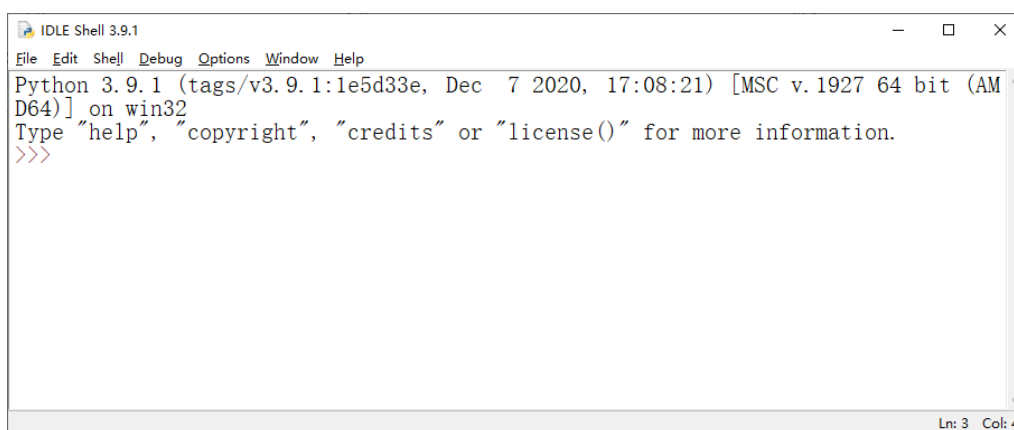 IDLE Shell 3.9.1
File Edit Shell Debug Options Window Help
Python 3.9.1 (tags/v3.9.1:1e5d33e, Dec  7 2020, 17:08:21) [MSC v.1927 64 bit (AM
D64)] on win32
Type "help", "copyright", "credits" or "license()" for more information.
>>>
Ln: 3 Col: 4